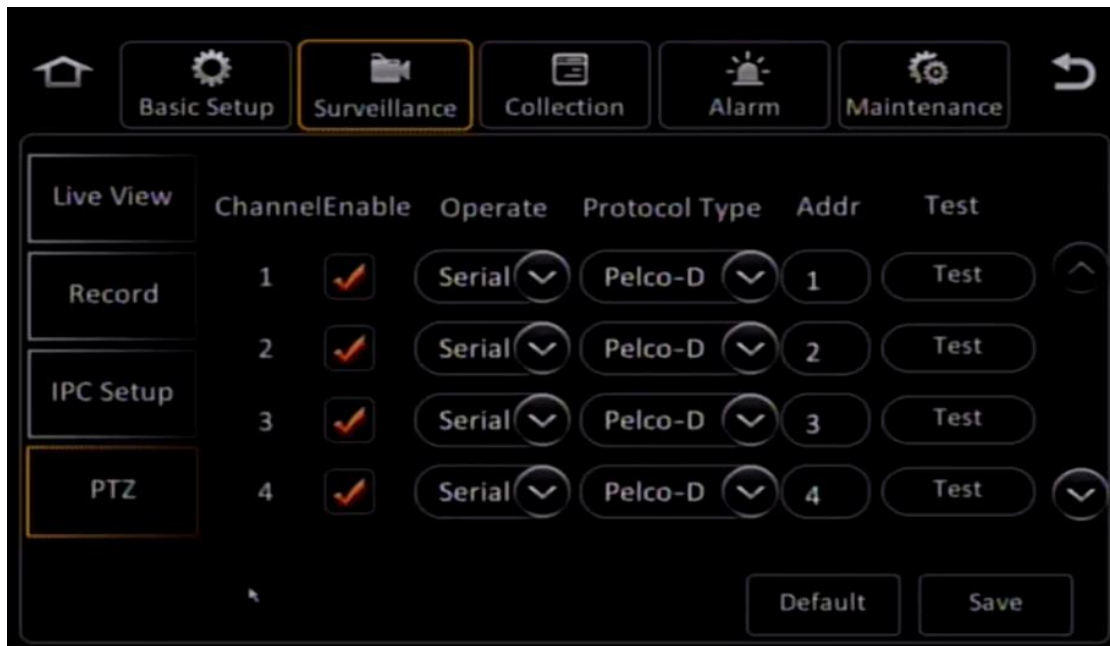 Basic Setup Surveillance Collection Alarm Maintenance
Live View
Record
IPC Setup
PTZ
Channel Enable Operate Protocol Type Addr Test
1 Serial Pelco-D 1 Test
2 Serial Pelco-D 2 Test
3 Serial Pelco-D 3 Test
4 Serial Pelco-D 4 Test
Default Save